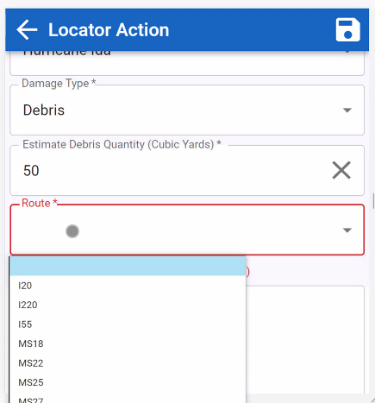 Locator Action
Hurricane Ida
Damage Type *
Debris
Estimate Debris Quantity (Cubic Yards) *
50
Route *
)
I20
I220
I55
MS18
MS22
MS25
MS27